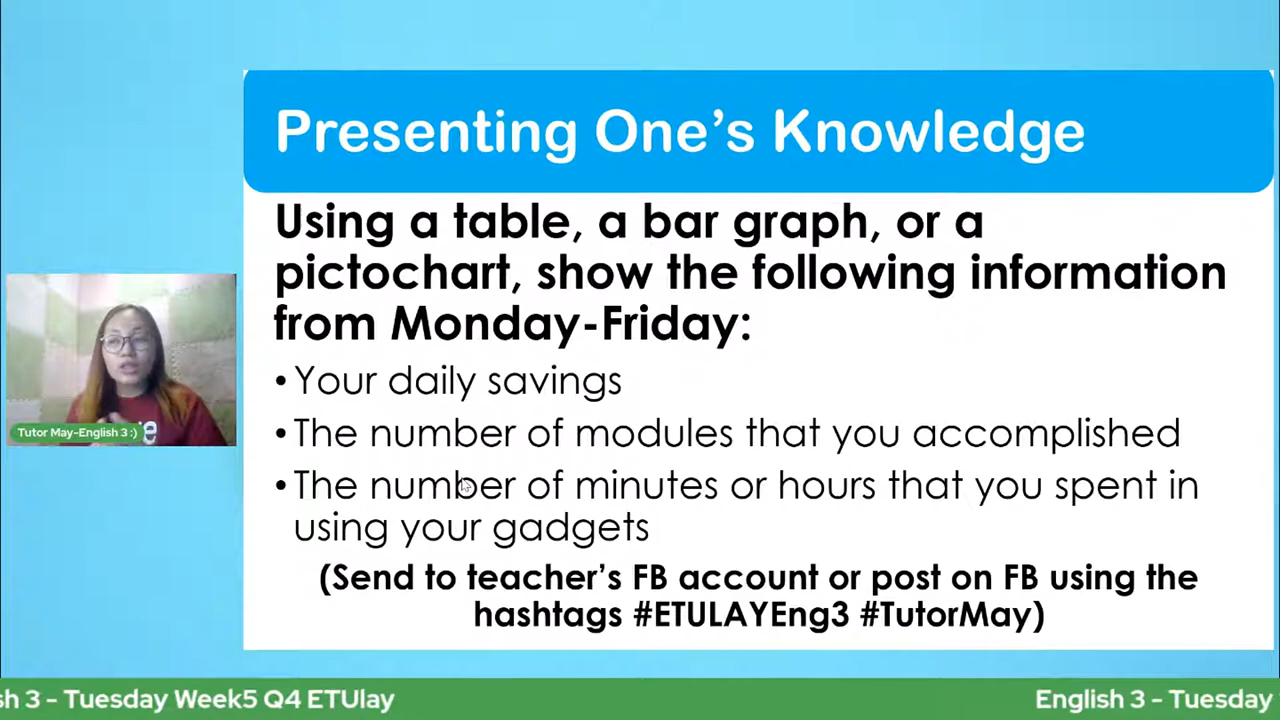 Presenting One's Knowledge
Using a table, a bar graph, or a
pictochart, show the following information
from Monday-Friday:
• Your daily savings
• The number of modules that you accomplished
• The number of minutes or hours that you spent in
using your gadgets
(Send to teacher's FB account or post on FB using the
hashtags #ETULAYEng3 #TutorMay)
Tutor May-English 3 :)
sh 3 - Tuesday Week5 Q4 ETUlay
English 3 - Tuesday